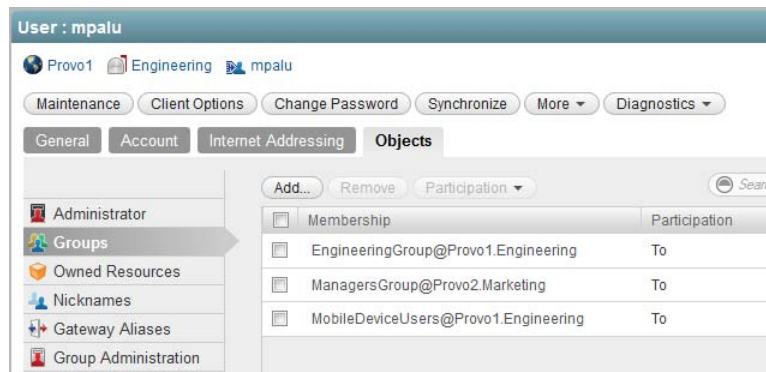 User : mpalu
Provo1 Engineering mpalu
Maintenance Client Options Change Password Synchronize More Diagnostics
General Account Internet Addressing Objects
Add... Remove Participation
Membership Participation
Administrator
Groups
Owned Resources
Nicknames
Gateway Aliases
Group Administration
EngineeringGroup@Provo1.Engineering To
ManagersGroup@Provo2.Marketing To
MobileDeviceUsers@Provo1.Engineering To